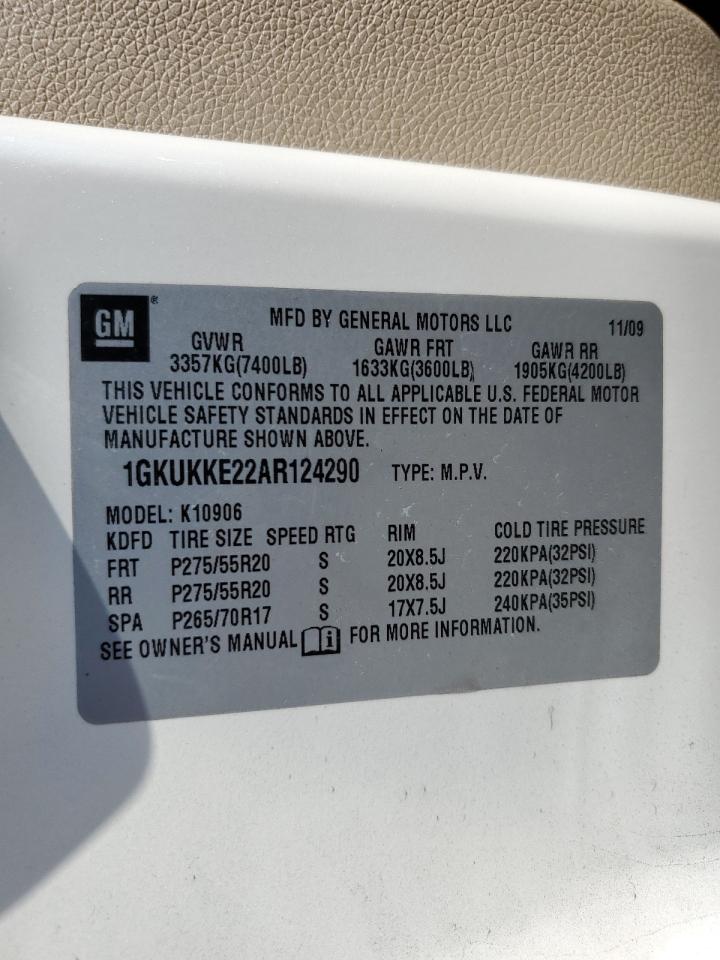 GM ®
MFD BY GENERAL MOTORS LLC 11/09
GVWR GAWR FRT GAWR RR
3357KG(7400LB) 1633KG(3600LB) 1905KG(4200LB)
THIS VEHICLE CONFORMS TO ALL APPLICABLE U.S. FEDERAL MOTOR
VEHICLE SAFETY STANDARDS IN EFFECT ON THE DATE OF
MANUFACTURE SHOWN ABOVE.
1GKUKKE22AR124290 TYPE: M.P.V.
MODEL: K10906
KDFD TIRE SIZE SPEED RTG RIM COLD TIRE PRESSURE
FRT P275/55R20 S 20X8.5J 220KPA(32PSI)
RR P275/55R20 S 20X8.5J 220KPA(32PSI)
SPA P265/70R17 S 17X7.5J 240KPA(35PSI)
SEE OWNER'S MANUAL i FOR MORE INFORMATION.